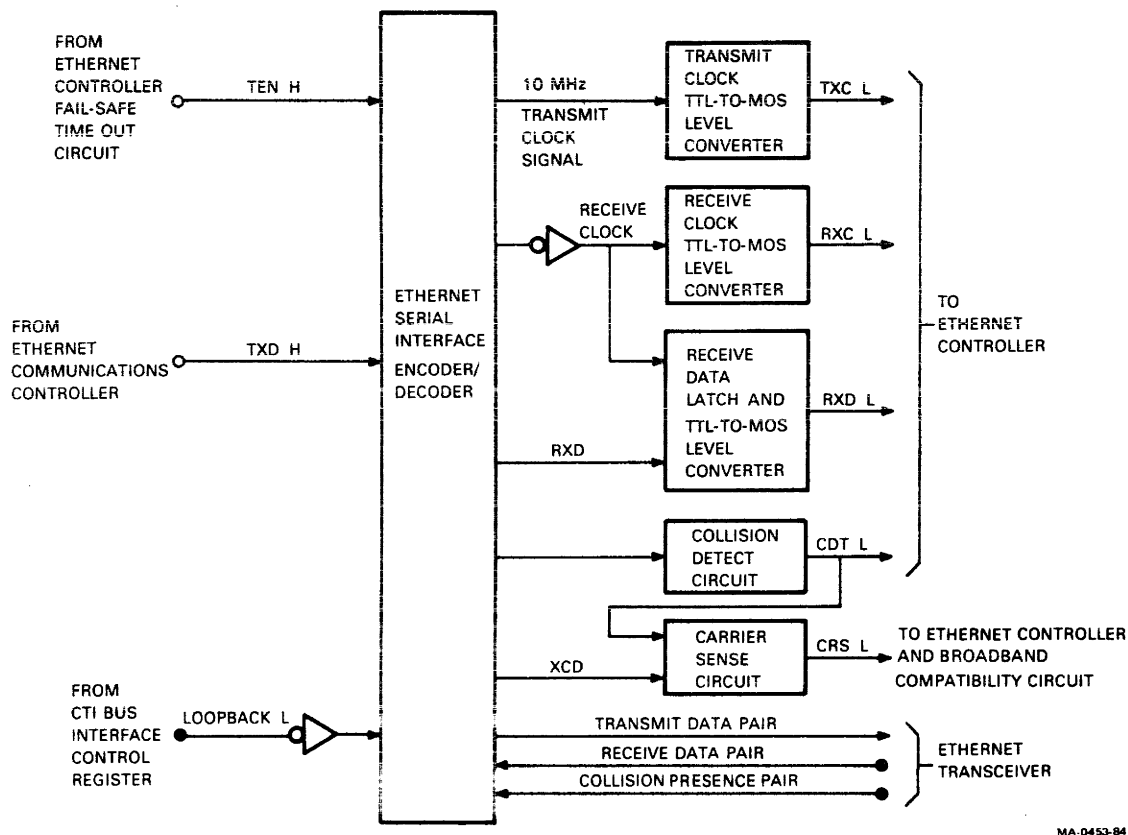 FROM
ETHERNET
CONTROLLER
FAIL-SAFE
TIME OUT
CIRCUIT
TEN H
10 MHz
TRANSMIT
CLOCK
SIGNAL
TRANSMIT
CLOCK
TTL-TO-MOS
LEVEL
CONVERTER
TXC L
RECEIVE
CLOCK
RECEIVE
CLOCK
TTL-TO-MOS
LEVEL
CONVERTER
RXC L
FROM
ETHERNET
COMMUNICATIONS
CONTROLLER
TXD H
ETHERNET
SERIAL
INTERFACE
ENCODER/
DECODER
RXD
RECEIVE
DATA
LATCH AND
TTL-TO-MOS
LEVEL
CONVERTER
RXD L
TO
ETHERNET
CONTROLLER
COLLISION
DETECT
CIRCUIT
CDT L
XCD
CARRIER
SENSE
CIRCUIT
CRS L
TO ETHERNET CONTROLLER
AND BROADBAND
COMPATIBILITY CIRCUIT
FROM
CTI BUS
INTERFACE
CONTROL
REGISTER
LOOPBACK L
TRANSMIT DATA PAIR
RECEIVE DATA PAIR
COLLISION PRESENCE PAIR
ETHERNET
TRANSCEIVER
MA-0453-84